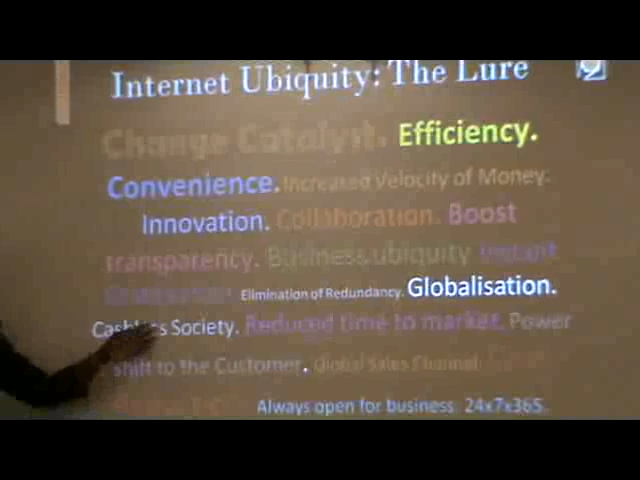 Internet Ubiquity: The Lure
Change Catalyst. Efficiency.
Convenience. Increased Velocity of Money.
Innovation. Collaboration. Boost
transparency. Business ubiquity Instant
Elimination of Redundancy. Globalisation.
Society. Reduced time to market. Power
shift to the Customer. Global Sales Channel.
Always open for business 24x7x365.